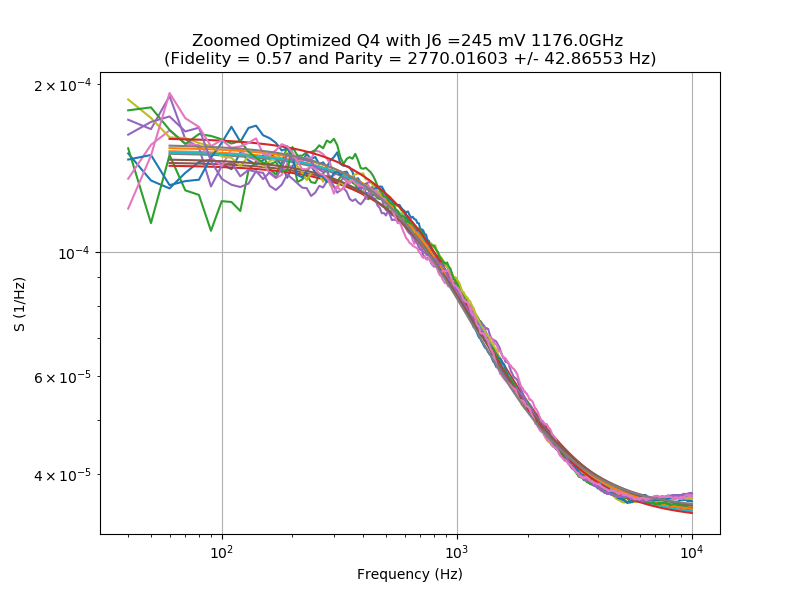 Zoomed Optimized Q4 with J6 =245 mV 1176.0GHz
(Fidelity = 0.57 and Parity = 2770.01603 +/- 42.86553 Hz)
2 × 10⁻⁴
10⁻⁴
6 × 10⁻⁵
4 × 10⁻⁵
S (1/Hz)
10² 10³ 10⁴
Frequency (Hz)